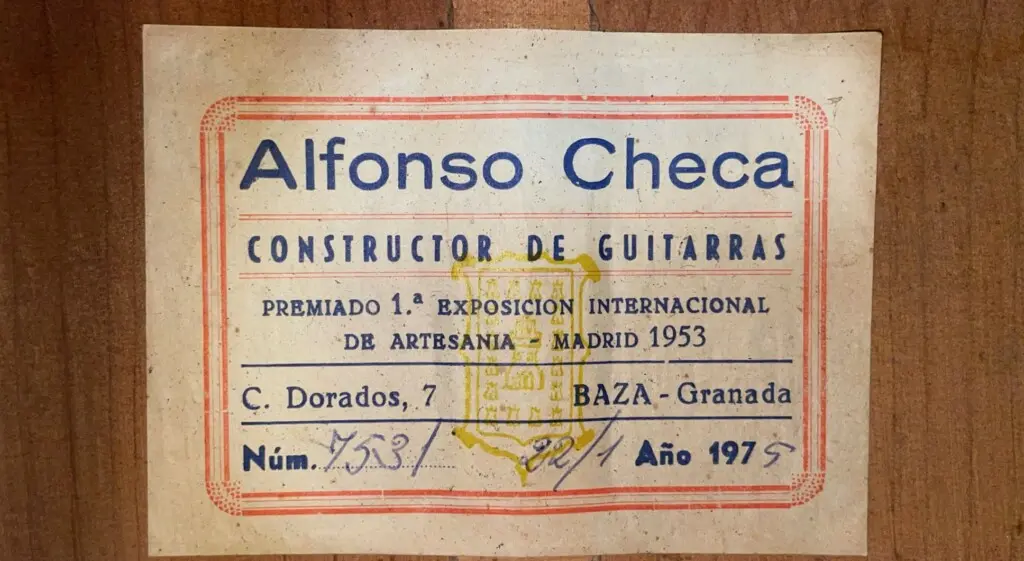 Alfonso Checa
CONSTRUCTOR DE GUITARRAS
PREMIADO 1.ª EXPOSICION INTERNACIONAL
DE ARTESANIA - MADRID 1953
C. Dorados, 7 BAZA - Granada
Núm. 7531 22/1 Año 1975